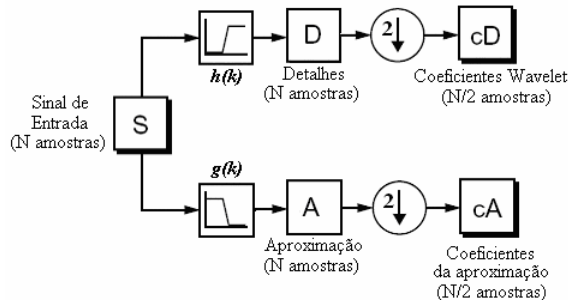 h(k)
D
Detalhes
(N amostras)
2
cD
Coeficientes Wavelet
(N/2 amostras)
Sinal de
Entrada
(N amostras)
S
g(k)
A
Aproximação
(N amostras)
2
cA
Coeficientes
da aproximação
(N/2 amostras)